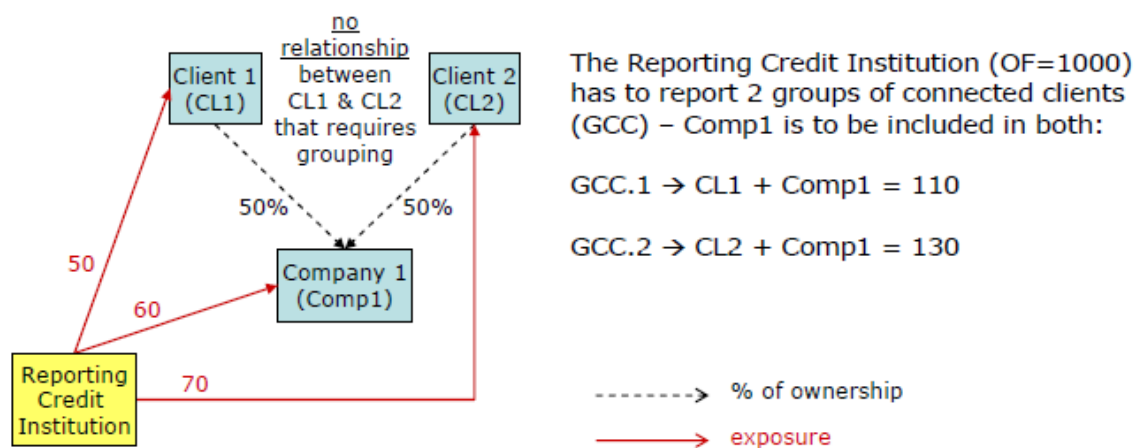 no
relationship
between
CL1 & CL2
that requires
grouping
Client 1
(CL1)
Client 2
(CL2)
50%
50%
Company 1
(Comp1)
50
60
70
Reporting
Credit
Institution
The Reporting Credit Institution (OF=1000)
has to report 2 groups of connected clients
(GCC) – Comp1 is to be included in both:
GCC.1 → CL1 + Comp1 = 110
GCC.2 → CL2 + Comp1 = 130
% of ownership
exposure